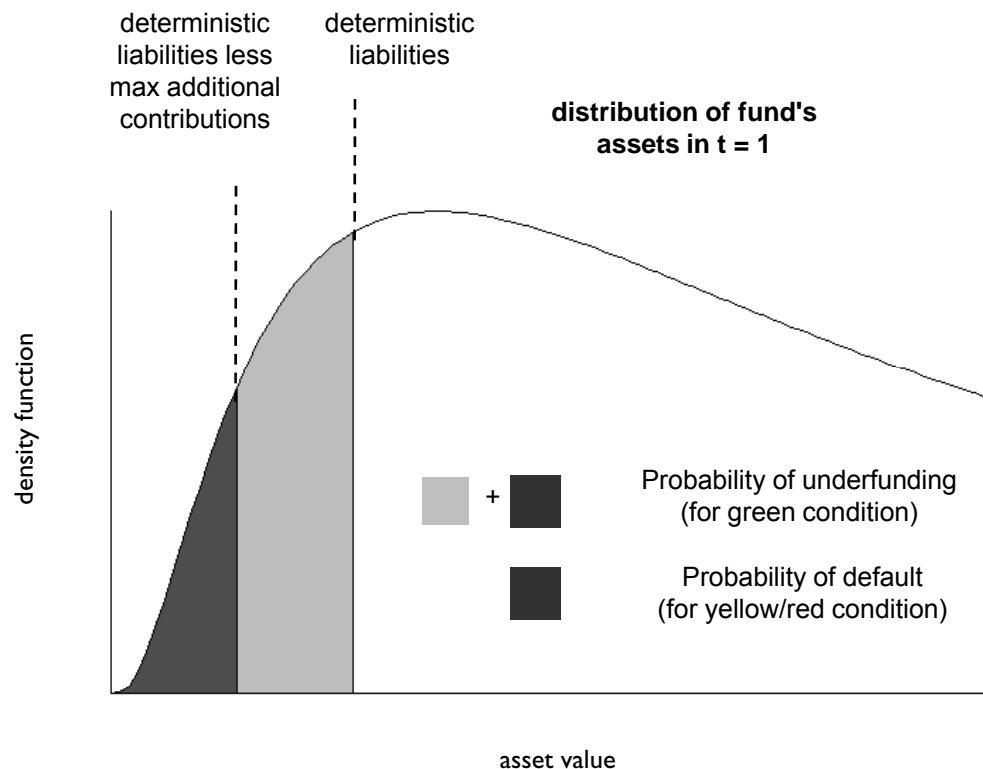 deterministic
liabilities less
max additional
contributions
deterministic
liabilities
distribution of fund's
assets in t = 1
density function
+
Probability of underfunding
(for green condition)
Probability of default
(for yellow/red condition)
asset value